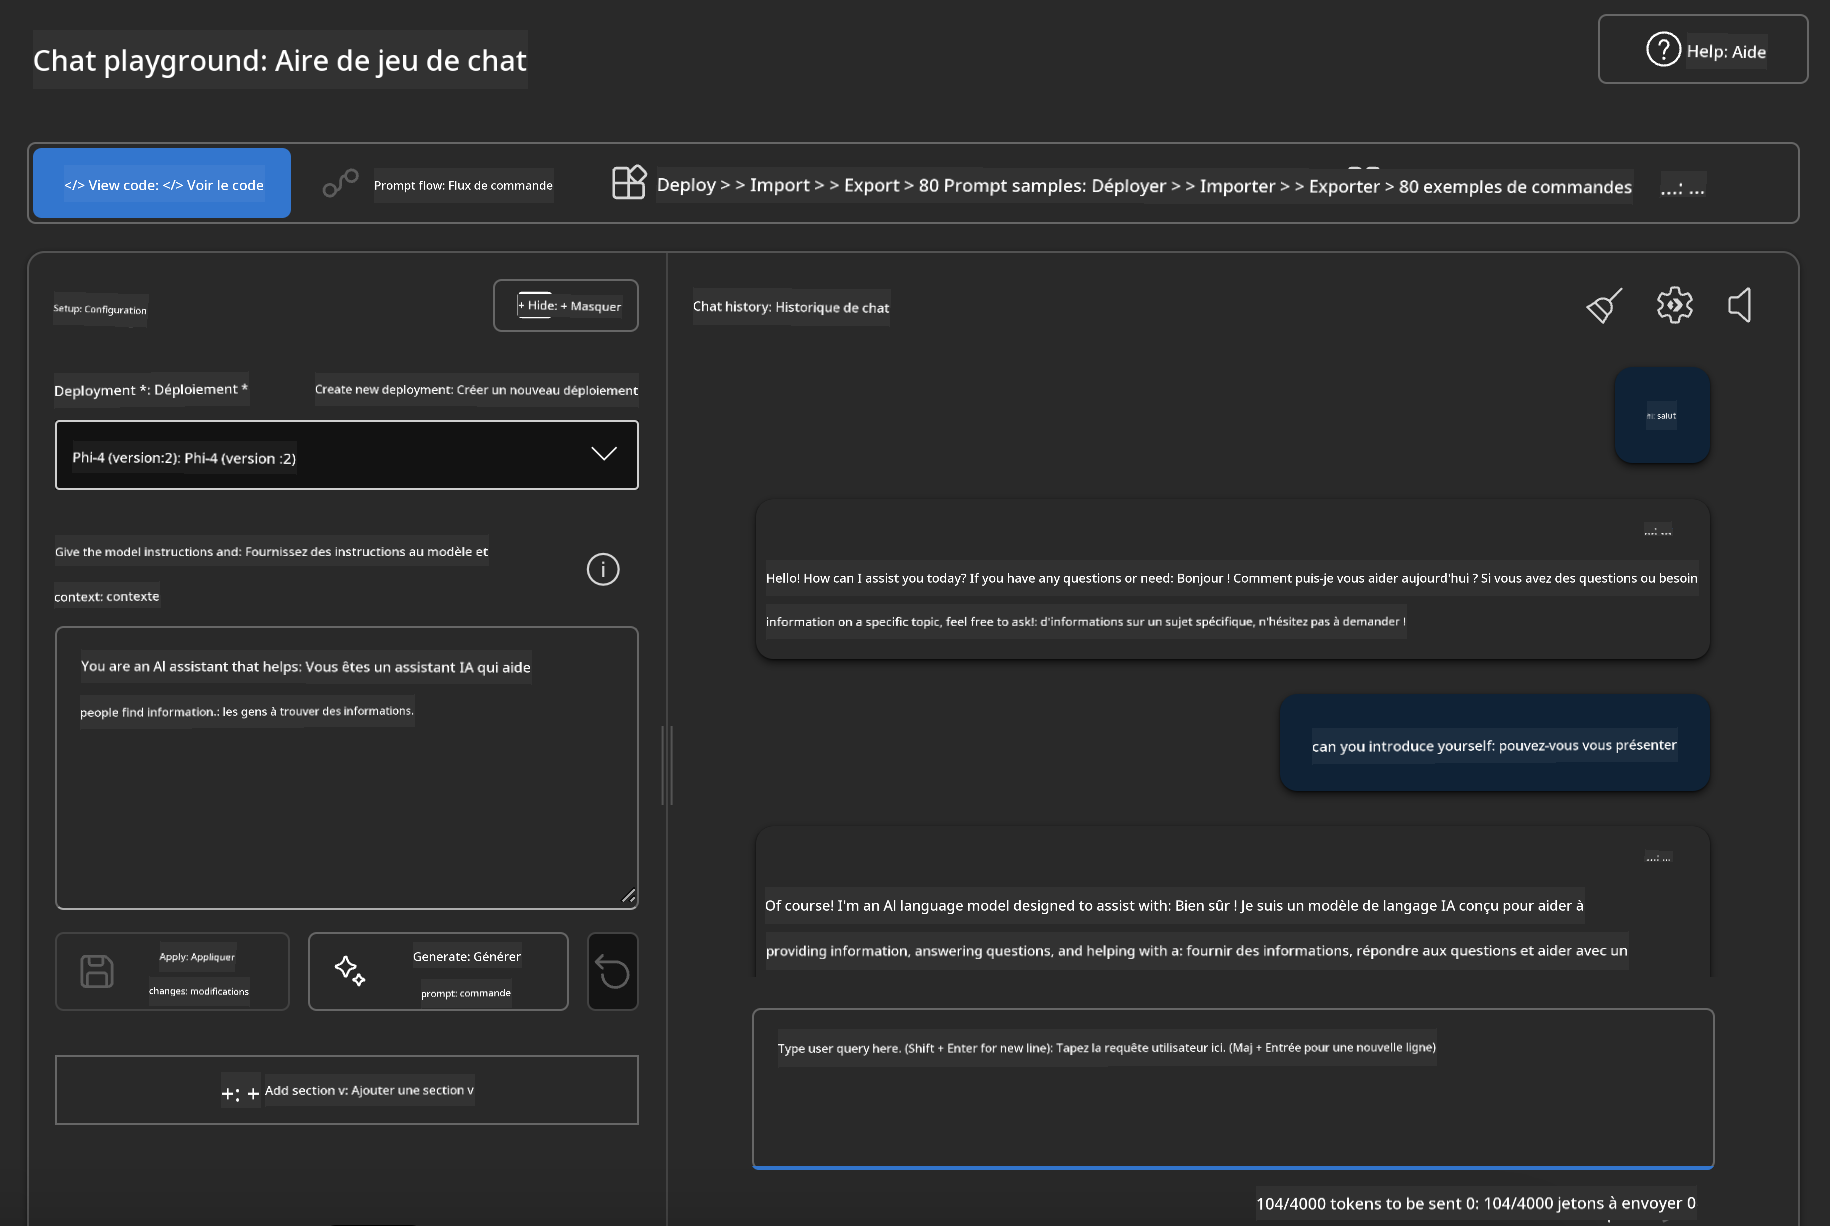 Chat playground: Aire de jeu de chat
Help: Aide
</> View code: </> Voir le code
Prompt flow: Flux de commande
Deploy > > Import > > Export > 80 Prompt samples: Déployer > > Importer > > Exporter > 80 exemples de commandes
...: ...
Setup: Configuration
+ Hide: + Masquer
Deployment *: Déploiement *
Create new deployment: Créer un nouveau déploiement
Phi-4 (version:2): Phi-4 (version :2)
Give the model instructions and: Fournissez des instructions au modèle et
context: contexte
You are an AI assistant that helps: Vous êtes un assistant IA qui aide
people find information.: les gens à trouver des informations.
Apply: Appliquer
changes: modifications
Generate: Générer
prompt: commande
+: +
Add section v: Ajouter une section v
Chat history: Historique de chat
salut
...: ...
Hello! How can I assist you today? If you have any questions or need: Bonjour ! Comment puis-je vous aider aujourd'hui ? Si vous avez des questions ou besoin
information on a specific topic, feel free to ask!: d'informations sur un sujet spécifique, n'hésitez pas à demander !
can you introduce yourself: pouvez-vous vous présenter
...: ...
Of course! I'm an AI language model designed to assist with: Bien sûr ! Je suis un modèle de langage IA conçu pour aider à
providing information, answering questions, and helping with a: fournir des informations, répondre aux questions et aider avec un
Type user query here. (Shift + Enter for new line): Tapez la requête utilisateur ici. (Maj + Entrée pour une nouvelle ligne)
104/4000 tokens to be sent 0: 104/4000 jetons à envoyer 0